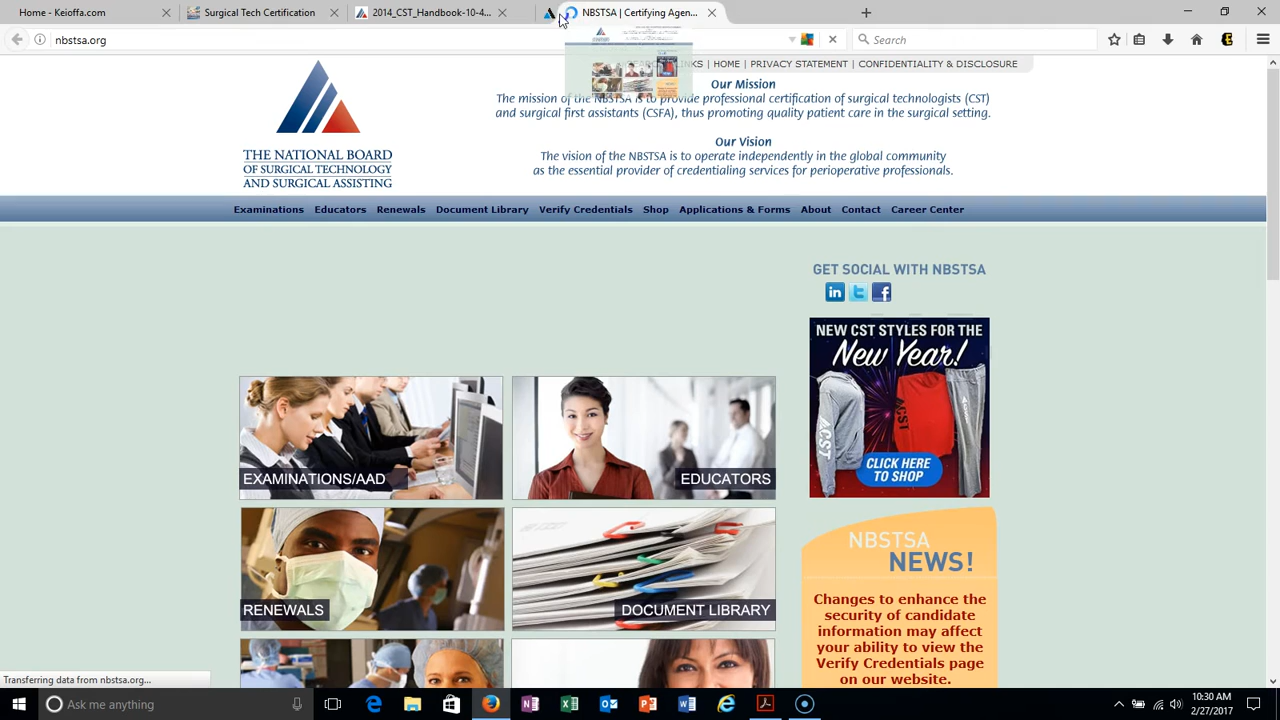 Home - Keioffa.com
Surgical Tech Certification
2014_CST_Handbook-10-4...
NBSTSA | Certifying Agen...
nbstsa.org
Search
LINKS | HOME | PRIVACY STATEMENT | CONFIDENTIALITY & DISCLOSURE
Our Mission
The mission of the NBSTSA is to provide professional certification of surgical technologists (CST)
and surgical first assistants (CSFA), thus promoting quality patient care in the surgical setting.
Our Vision
The vision of the NBSTSA is to operate independently in the global community
as the essential provider of credentialing services for perioperative professionals.
THE NATIONAL BOARD
OF SURGICAL TECHNOLOGY
AND SURGICAL ASSISTING
Examinations Educators Renewals Document Library Verify Credentials Shop Applications & Forms About Contact Career Center
GET SOCIAL WITH NBSTSA
NEW CST STYLES FOR THE
New Year!
CST
CST
CLICK HERE
TO SHOP
EXAMINATIONS/AAD
EDUCATORS
RENEWALS
DOCUMENT LIBRARY
NBSTSA
NEWS!
Changes to enhance the
security of candidate
information may affect
your ability to view the
Verify Credentials page
on our website.
Transferring data from nbstsa.org...
Ask me anything
10:30 AM
2/27/2017